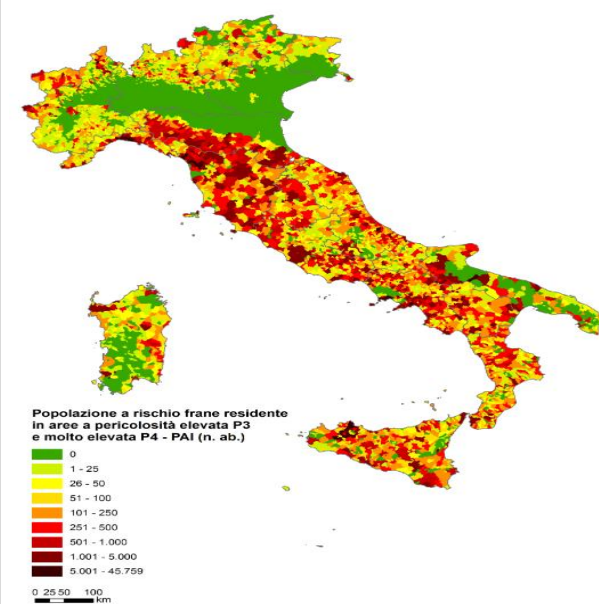 Popolazione a rischio frane residente
in aree a pericolosità elevata P3
e molto elevata P4 - PAI (n. ab.)
0
1 - 25
26 - 50
51 - 100
101 - 250
251 - 500
501 - 1.000
1.001 - 5.000
5.001 - 45.759
0 25 50 100
km